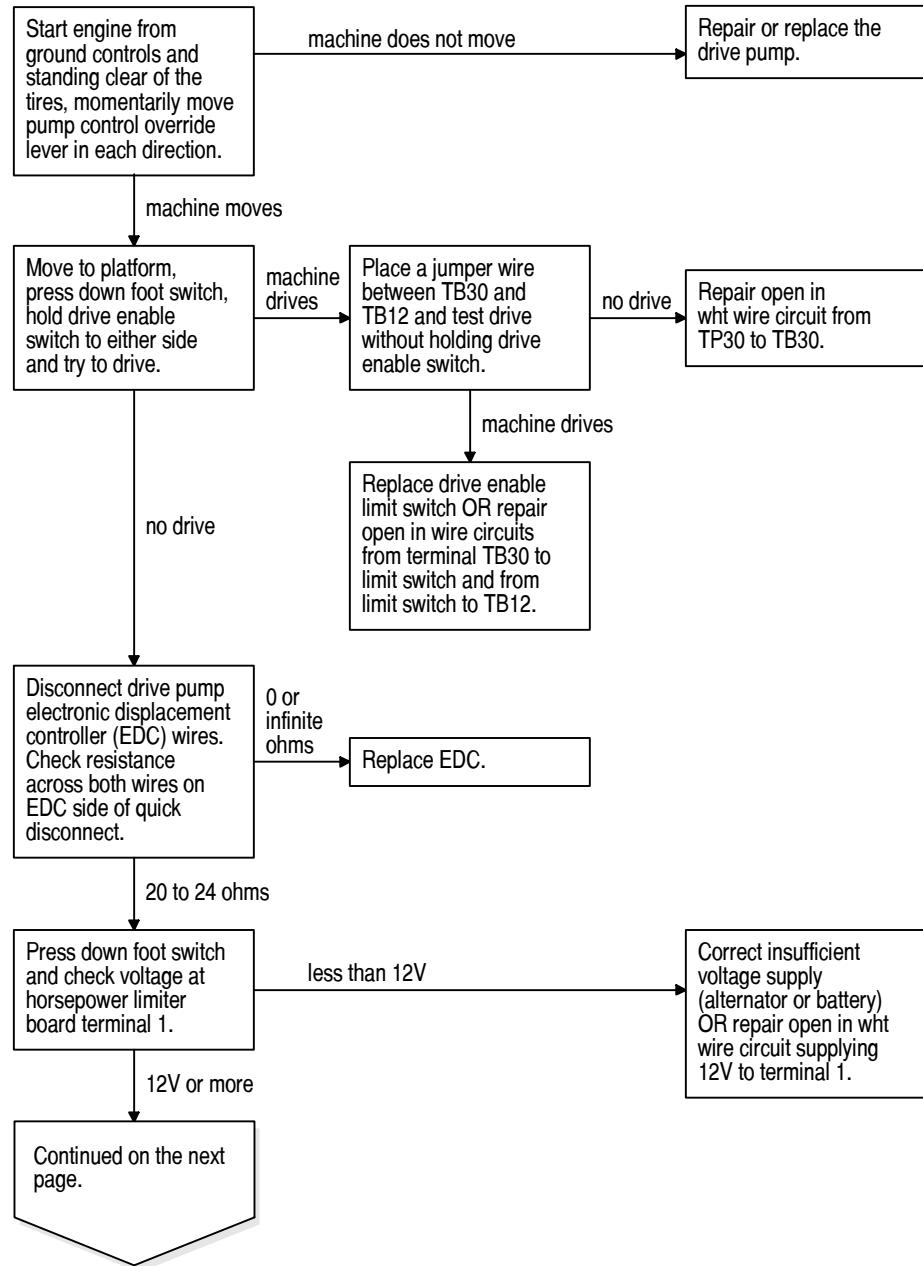 Start engine from
ground controls and
standing clear of the
tires, momentarily move
pump control override
lever in each direction.
machine does not move
Repair or replace the
drive pump.
machine moves
Move to platform,
press down foot switch,
hold drive enable
switch to either side
and try to drive.
machine
drives
Place a jumper wire
between TB30 and
TB12 and test drive
without holding drive
enable switch.
no drive
Repair open in
wht wire circuit from
TP30 to TB30.
machine drives
Replace drive enable
limit switch OR repair
open in wire circuits
from terminal TB30 to
limit switch and from
limit switch to TB12.
no drive
Disconnect drive pump
electronic displacement
controller (EDC) wires.
Check resistance
across both wires on
EDC side of quick
disconnect.
0 or
infinite
ohms
Replace EDC.
20 to 24 ohms
Press down foot switch
and check voltage at
horsepower limiter
board terminal 1.
less than 12V
Correct insufficient
voltage supply
(alternator or battery)
OR repair open in wht
wire circuit supplying
12V to terminal 1.
12V or more
Continued on the next
page.